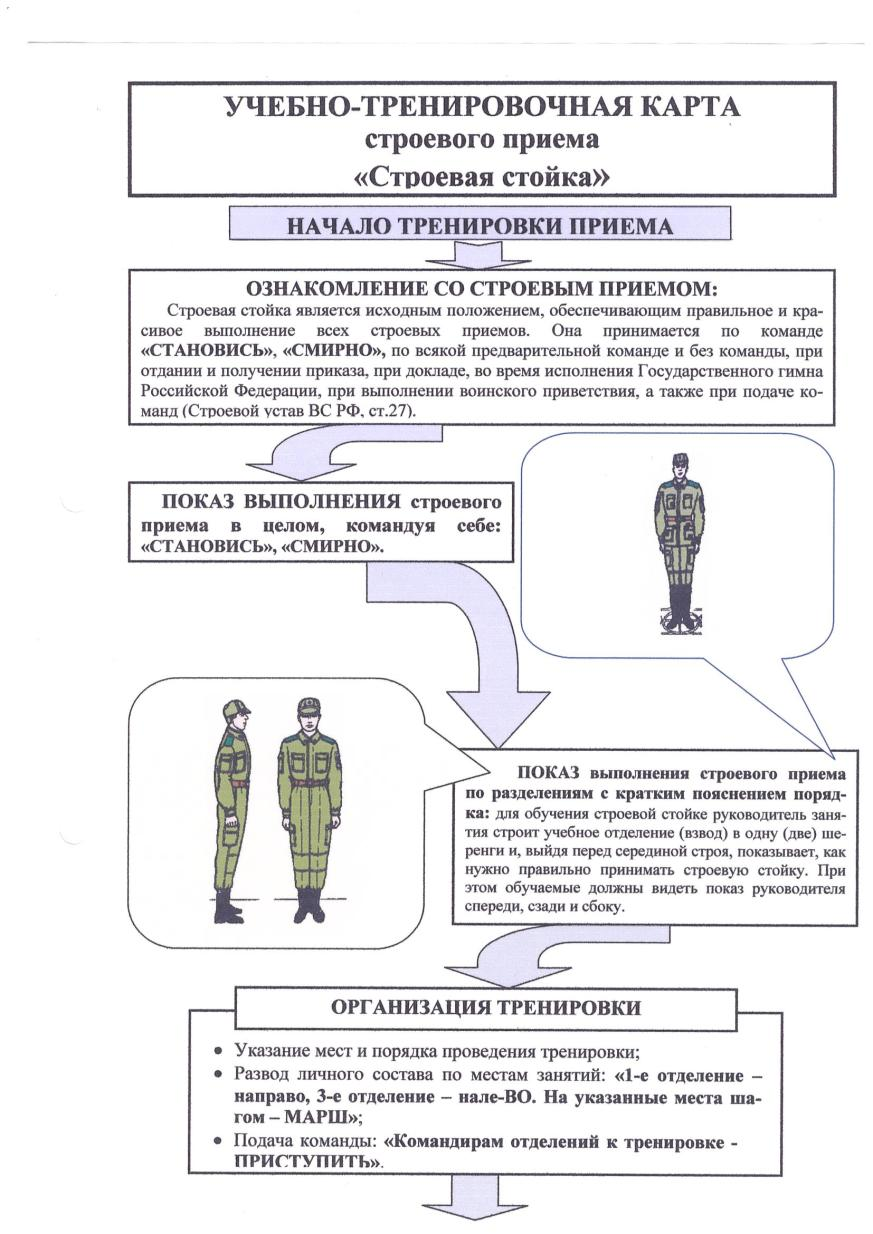 УЧЕБНО-ТРЕНИРОВОЧНАЯ КАРТА
строевого приема
«Строевая стойка»
НАЧАЛО ТРЕНИРОВКИ ПРИЕМА
ОЗНАКОМЛЕНИЕ СО СТРОЕВЫМ ПРИЕМОМ:
Строевая стойка является исходным положением, обеспечивающим правильное и кра-
сивое выполнение всех строевых приемов. Она принимается по команде
«СТАНОВИСЬ», «СМИРНО», по всякой предварительной команде и без команды, при
отдании и получении приказа, при докладе, во время исполнения Государственного гимна
Российской Федерации, при выполнении воинского приветствия, а также при подаче ко-
манд (Строевой устав ВС РФ, ст.27).
ПОКАЗ ВЫПОЛНЕНИЯ строевого
приема в целом, командуя себе:
«СТАНОВИСЬ», «СМИРНО».
ПОКАЗ выполнения строевого приема
по разделениям с кратким пояснением поряд-
ка: для обучения строевой стойке руководитель заня-
тия строит учебное отделение (взвод) в одну (две) ше-
ренги и, выйдя перед серединой строя, показывает, как
нужно правильно принимать строевую стойку. При
этом обучаемые должны видеть показ руководителя
спереди, сзади и сбоку.
ОРГАНИЗАЦИЯ ТРЕНИРОВКИ
• Указание мест и порядка проведения тренировки;
• Развод личного состава по местам занятий: «1-е отделение –
направо, 3-е отделение – нале-ВО. На указанные места ша-
гом – МАРШ»;
• Подача команды: «Командирам отделений к тренировке -
ПРИСТУПИТЬ».